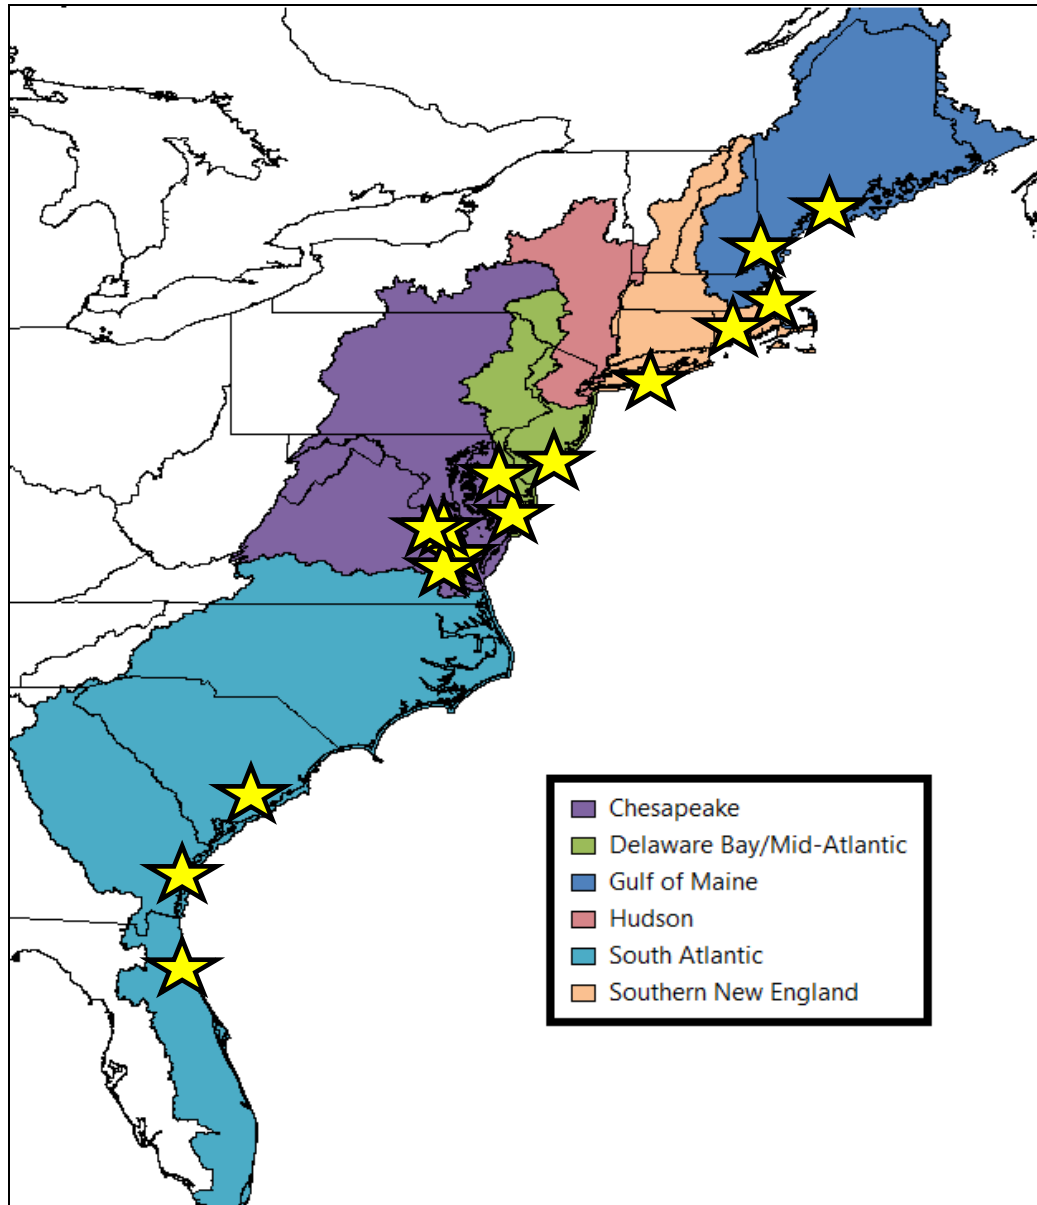 Chesapeake
Delaware Bay/Mid-Atlantic
Gulf of Maine
Hudson
South Atlantic
Southern New England